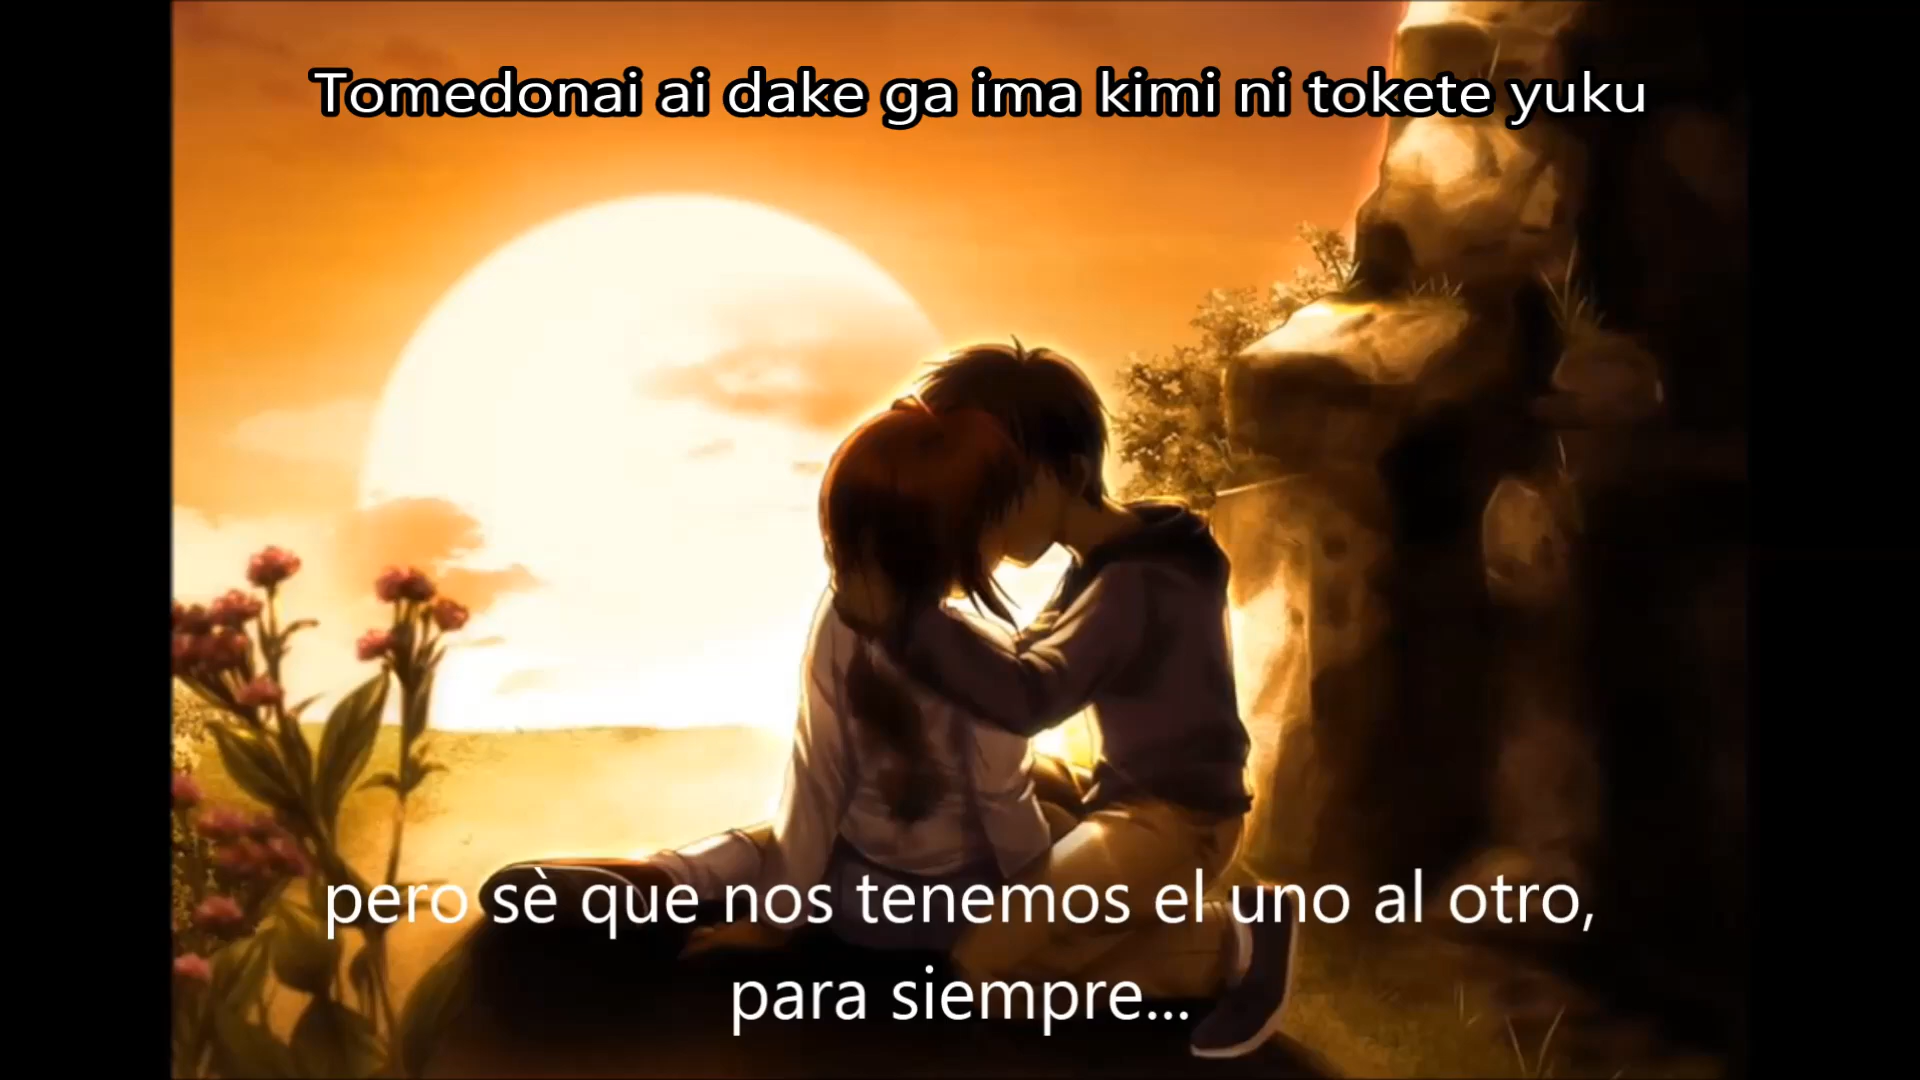 Tomedonai ai dake ga ima kimi ni tokete yuku
pero sè que nos tenemos el uno al otro,
para siempre...